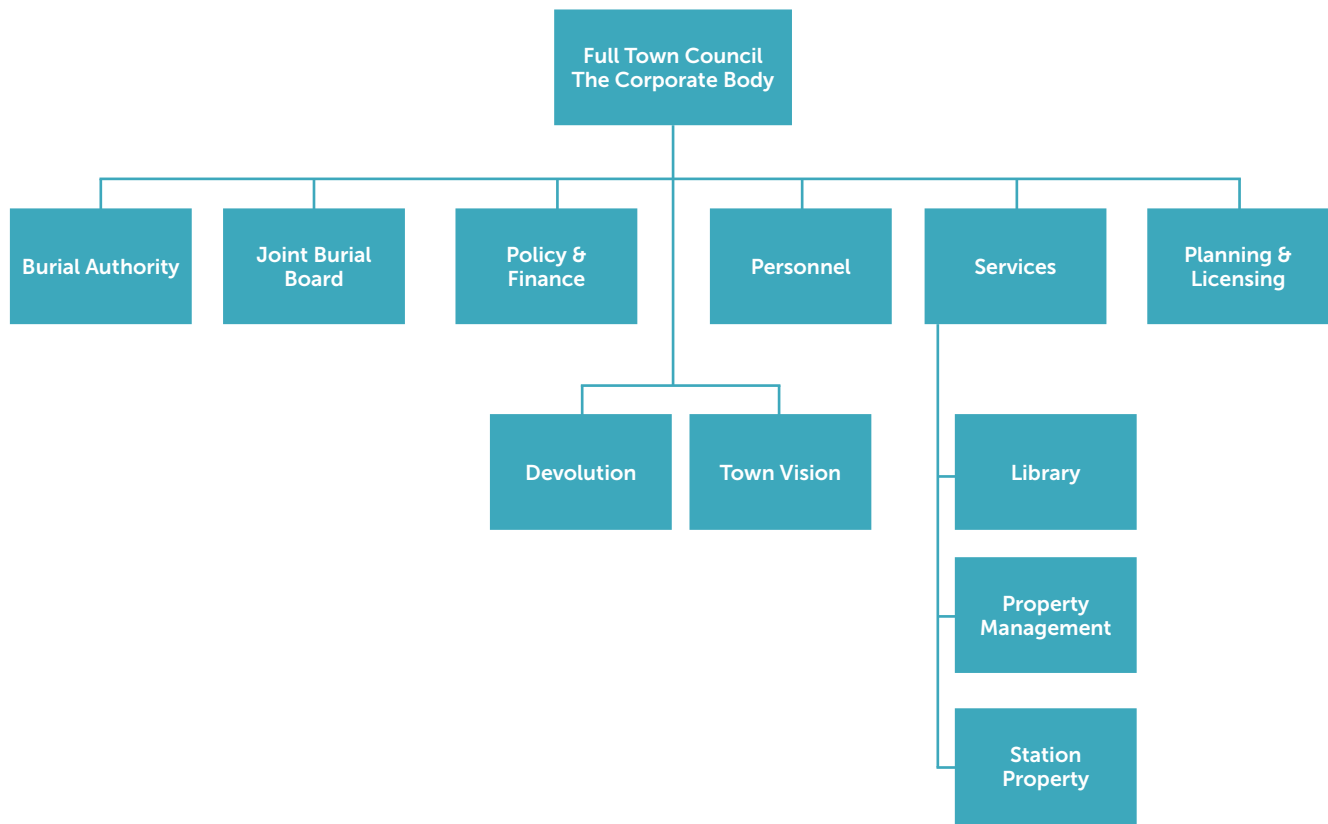 Full Town Council
The Corporate Body
Burial Authority
Joint Burial
Board
Policy &
Finance
Personnel
Services
Planning &
Licensing
Devolution
Town Vision
Library
Property
Management
Station
Property